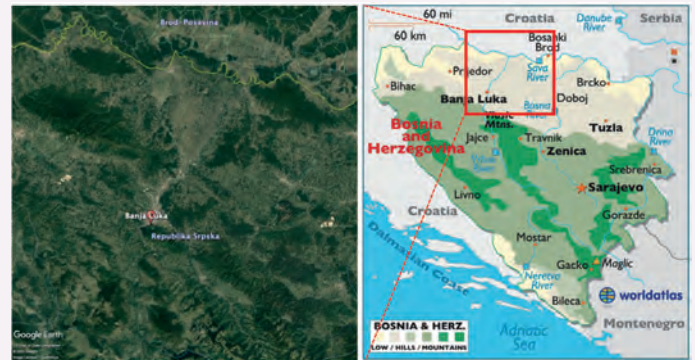 Brod-Posavina
Banja Luka
Republika Srpska
Google Earth
60 mi
60 km
Croatia
Danube
River
Serbia
Bosanki
Brod
Sava
River
Prijedor
Bihac
Banja Luka
Brcko
Doboj
Bosna
River
Tuzla
Vlasic
Mtns.
Bosnia
and
Herzegovina
Jajce
Travnik
Zenica
Drina
River
Srebrenica
Sarajevo
Livno
Croatia
Gorazde
Mostar
Dalmatian Coast
Neretva
River
Gacko
Maglic
Bileca
worldatlas
Montenegro
Adriatic
Sea
BOSNIA & HERZ.
LOW / HILLS / MOUNTAINS